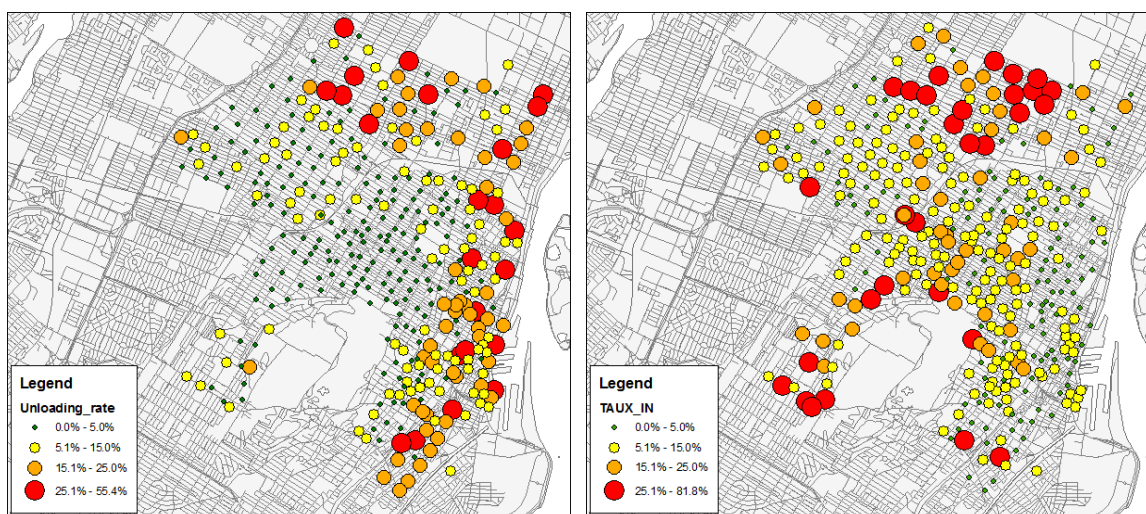 Legend
Unloading_rate
0.0% - 5.0%
5.1% - 15.0%
15.1% - 25.0%
25.1% - 55.4%
Legend
TAUX_IN
0.0% - 5.0%
5.1% - 15.0%
15.1% - 25.0%
25.1% - 81.8%